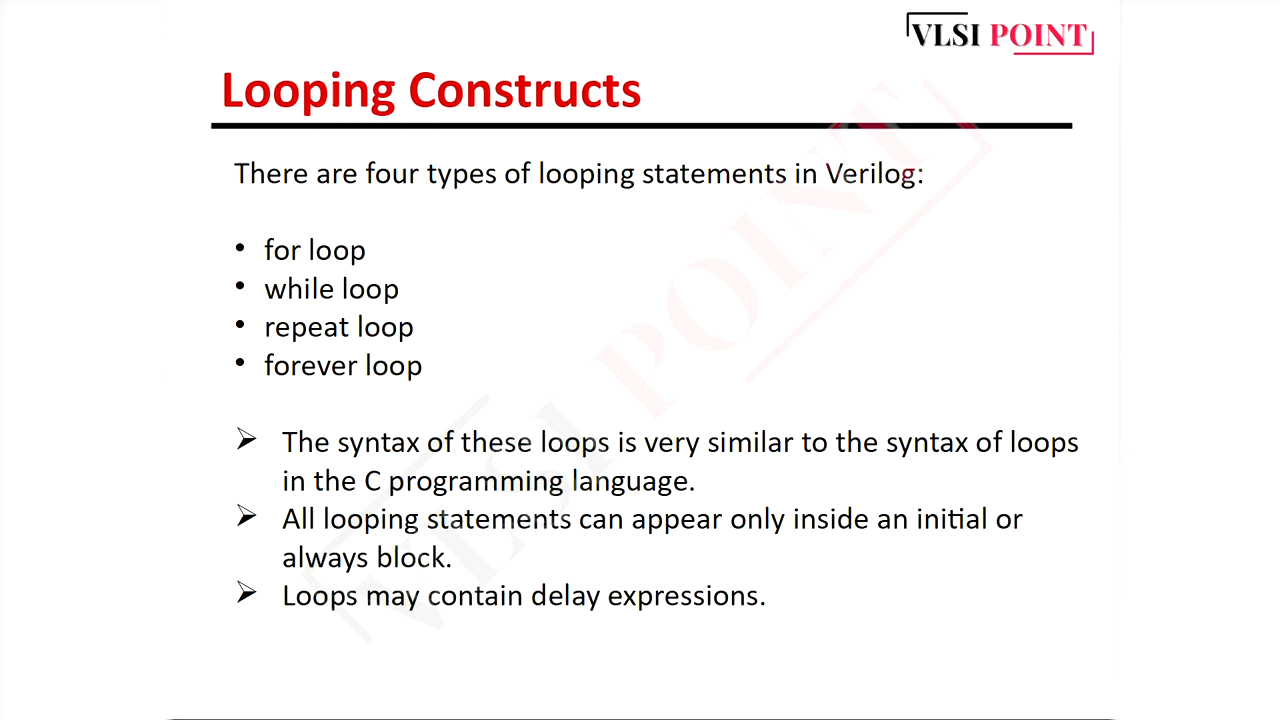 VLSI POINT
Looping Constructs
There are four types of looping statements in Verilog:
• for loop
• while loop
• repeat loop
• forever loop
➢ The syntax of these loops is very similar to the syntax of loops
in the C programming language.
➢ All looping statements can appear only inside an initial or
always block.
➢ Loops may contain delay expressions.
VLSI POINT